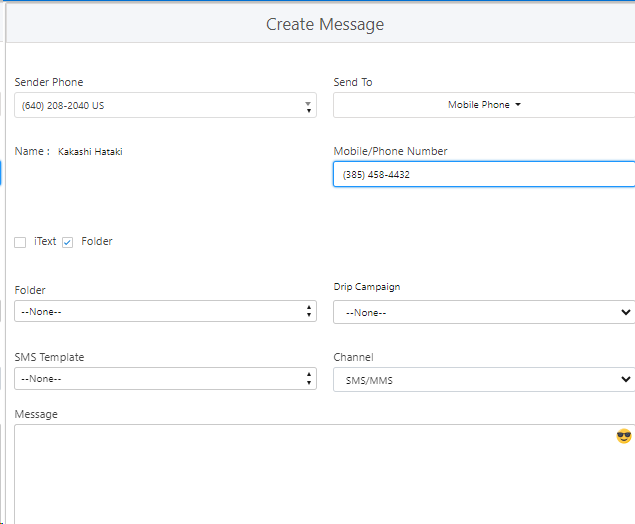 Create Message
Sender Phone
Send To
(640) 208-2040 US
Mobile Phone
Name : Kakashi Hataki
Mobile/Phone Number
(385) 458-4432
iText Folder
Folder
Drip Campaign
--None--
--None--
SMS Template
Channel
--None--
SMS/MMS
Message